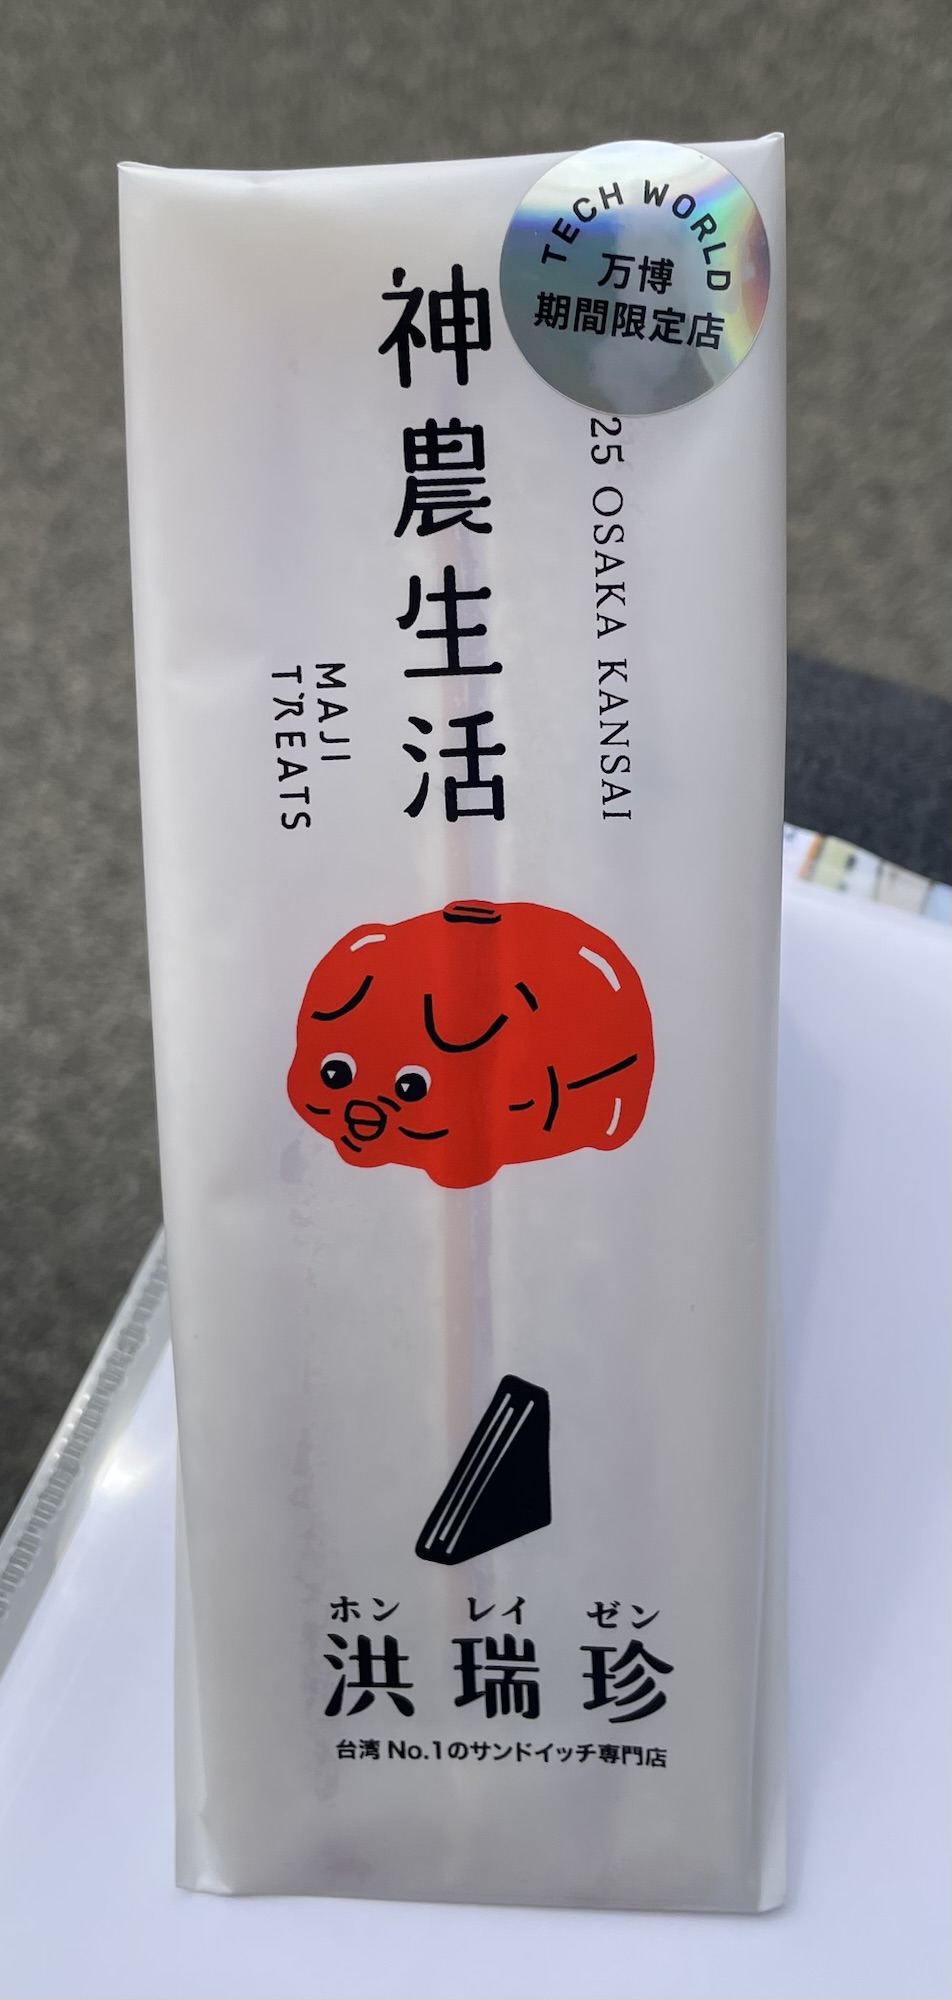 TECH WORLD
万博
期間限定店
25 OSAKA KANSAI
神農生活
MAJI
TREATS
ホン レイ ゼン
洪瑞珍
台湾 No.1のサンドイッチ専門店